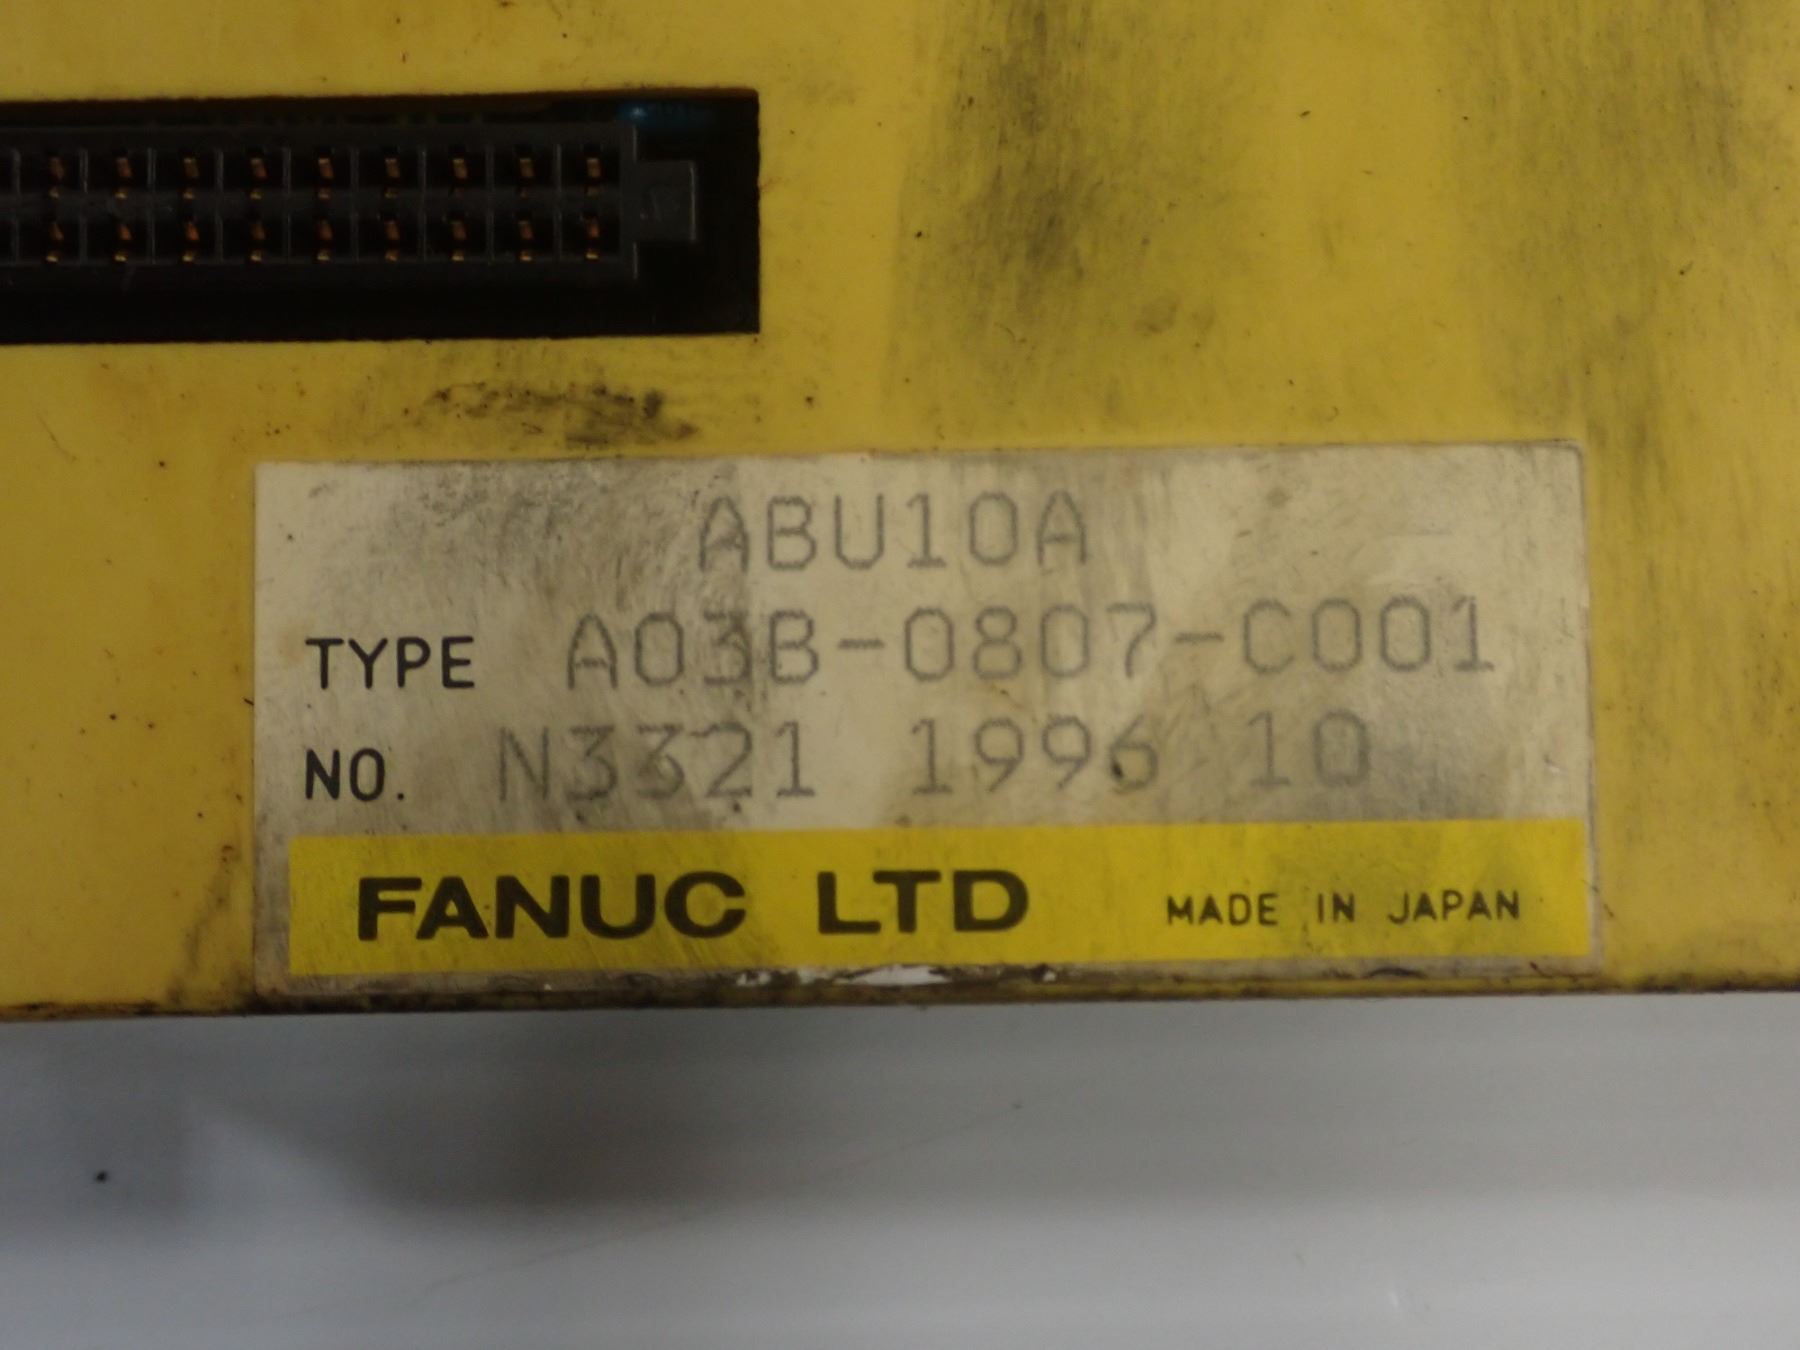 ABU10A
TYPE A03B-0807-C001
NO. N3321 1996 10
FANUC LTD MADE IN JAPAN